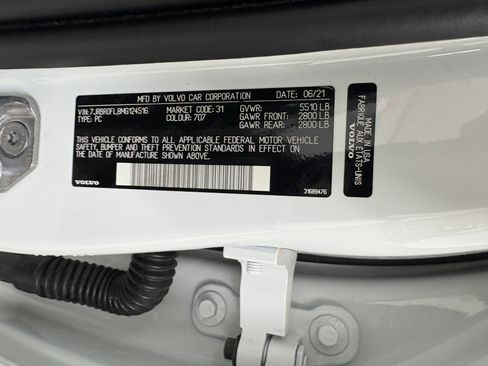 MFD BY VOLVO CAR CORPORATION DATE: 06/21
VIN: 7JRBR0FL8MG124516 MARKET CODE: 31 GVWR: 5510 LB
TYPE: PC COLOUR: 707 GAWR FRONT: 2800 LB
GAWR REAR: 2800 LB
THIS VEHICLE CONFORMS TO ALL APPLICABLE FEDERAL MOTOR VEHICLE
SAFETY, BUMPER AND THEFT PREVENTION STANDARDS IN EFFECT ON
THE DATE OF MANUFACTURE SHOWN ABOVE.
VOLVO 31689476
MADE IN USA
FABRIQUE AUX
ÉTATS-UNIS
VOLVO